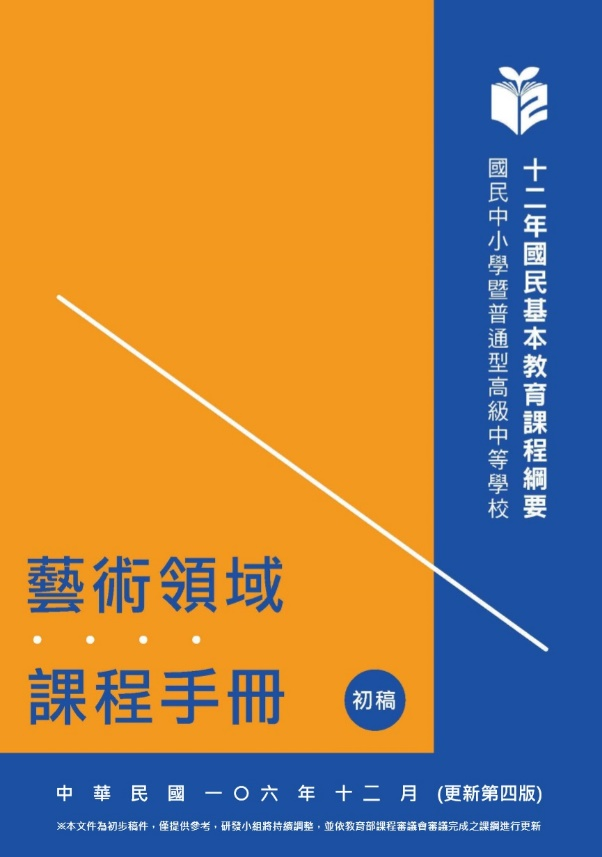 十二年國民基本教育課程綱要
國民中小學暨普通型高級中等學校
藝術領域
課程手冊
初稿
中華民國一〇六年十二月 (更新第四版)
※本文件為初步稿件，僅提供參考，研發小組將持續調整，並依教育部課程審議會審議完成之課綱進行更新